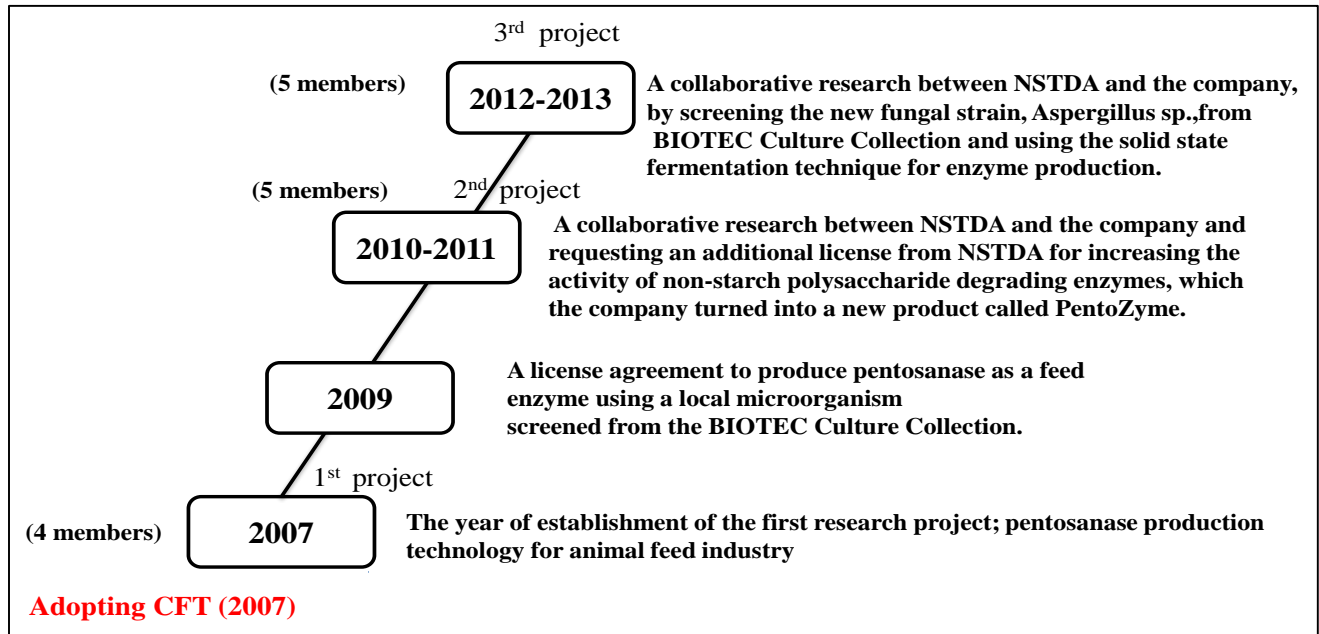 3rd project
(5 members)
2012-2013
A collaborative research between NSTDA and the company,
by screening the new fungal strain, Aspergillus sp.,from
BIOTEC Culture Collection and using the solid state
fermentation technique for enzyme production.
(5 members)
2nd project
2010-2011
A collaborative research between NSTDA and the company and
requesting an additional license from NSTDA for increasing the
activity of non-starch polysaccharide degrading enzymes, which
the company turned into a new product called PentoZyme.
2009
A license agreement to produce pentosanase as a feed
enzyme using a local microorganism
screened from the BIOTEC Culture Collection.
1st project
(4 members)
2007
The year of establishment of the first research project; pentosanase production
technology for animal feed industry
Adopting CFT (2007)